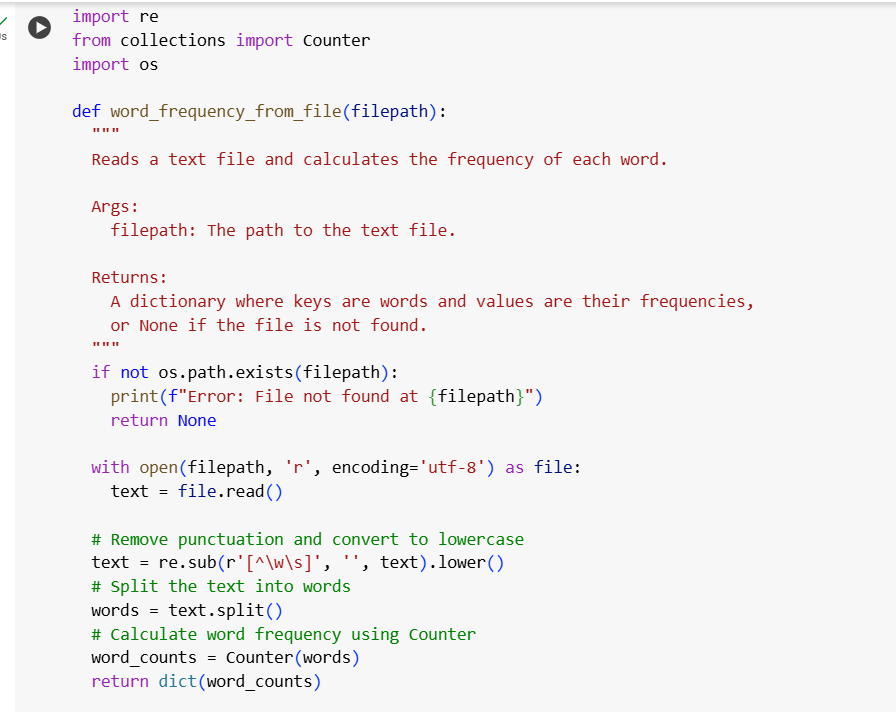 import re
from collections import Counter
import os
def word_frequency_from_file(filepath):
"""
Reads a text file and calculates the frequency of each word.
Args:
filepath: The path to the text file.
Returns:
A dictionary where keys are words and values are their frequencies,
or None if the file is not found.
"""
if not os.path.exists(filepath):
print(f"Error: File not found at {filepath}")
return None
with open(filepath, 'r', encoding='utf-8') as file:
text = file.read()
# Remove punctuation and convert to lowercase
text = re.sub(r'[^\w\s]', '', text).lower()
# Split the text into words
words = text.split()
# Calculate word frequency using Counter
word_counts = Counter(words)
return dict(word_counts)